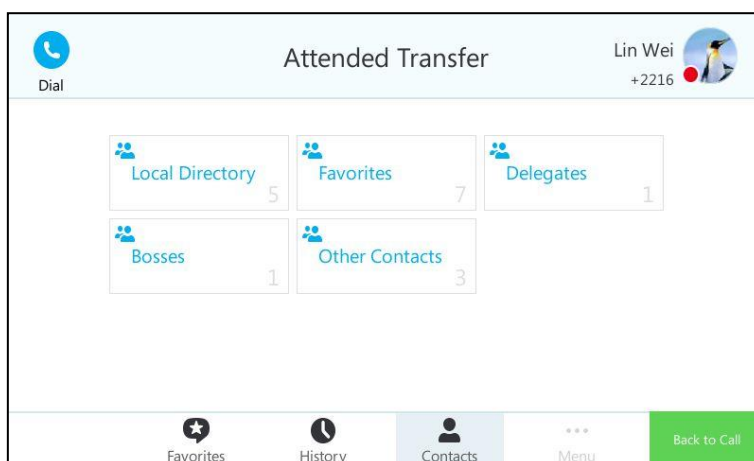 Dial
Attended Transfer
Lin Wei
+2216
Local Directory
5
Favorites
7
Delegates
1
Bosses
1
Other Contacts
3
Favorites
History
Contacts
Menu
Back to Call